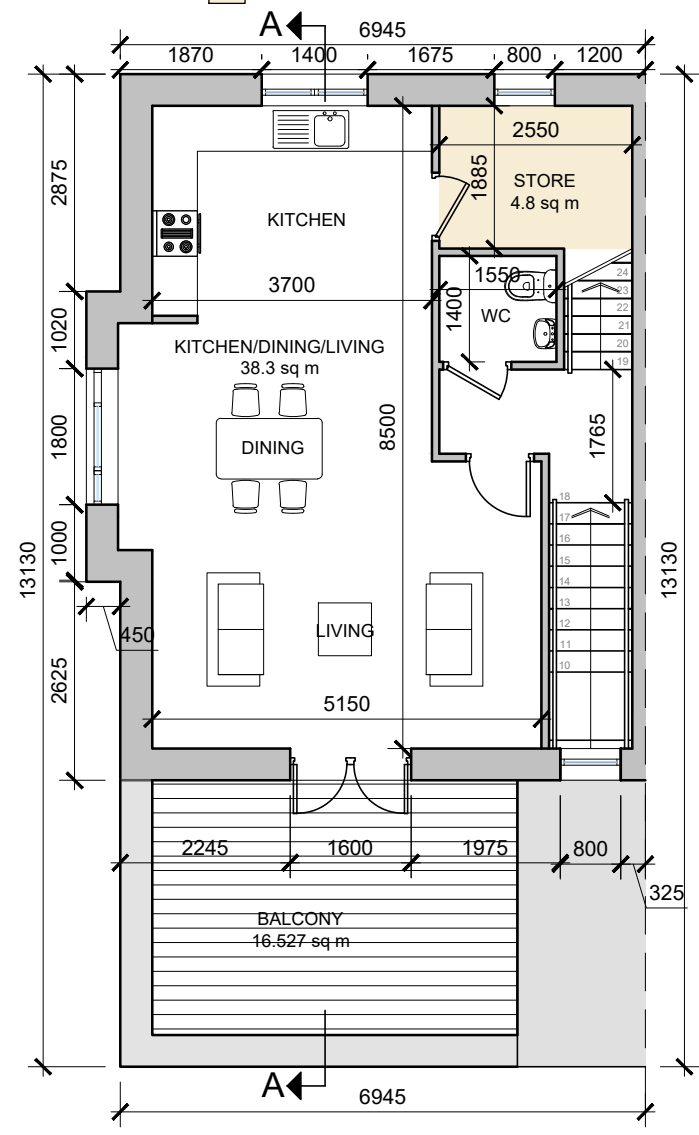 A
6945
1870 1400 1675 800 1200
2550
2875
1885
STORE
4.8 sq m
KITCHEN
24
3700
1550
23
1400
WC
22
1020
21
KITCHEN/DINING/LIVING
20
38.3 sq m
19
1800
8500
1765
DINING
18
17
1000
16
13130
13130
15
14
13
450
LIVING
12
11
2625
10
5150
2245 1600 1975 800
325
BALCONY
16.527 sq m
A
6945